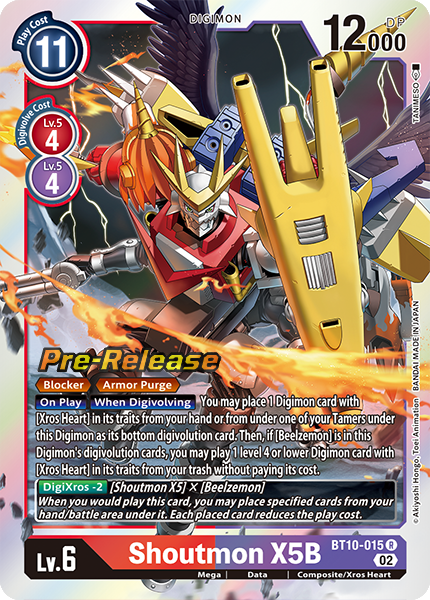 Play Cost
11
DIGIMON
12000
DP
Digivolve Cost
Lv.5
4
Lv.5
4
TANIMESO
Pre-Release
Blocker Armor Purge
On Play When Digivolving You may place 1 Digimon card with
[Xros Heart] in its traits from your hand or from under one of your Tamers under
this Digimon as its bottom digivolution card. Then, if [Beelzemon] is in this
Digimon's digivolution cards, you may play 1 level 4 or lower Digimon card with
[Xros Heart] in its traits from your trash without paying its cost.
DigiXros -2 [Shoutmon X5] × [Beelzemon]
When you would play this card, you may place specified cards from your
hand/battle area under it. Each placed card reduces the play cost.
©Akiyoshi Hongo, Toei Animation BANDAI MADE IN JAPAN
Lv.6
Shoutmon X5B
BT10-015 R
02
Mega Data Composite/Xros Heart